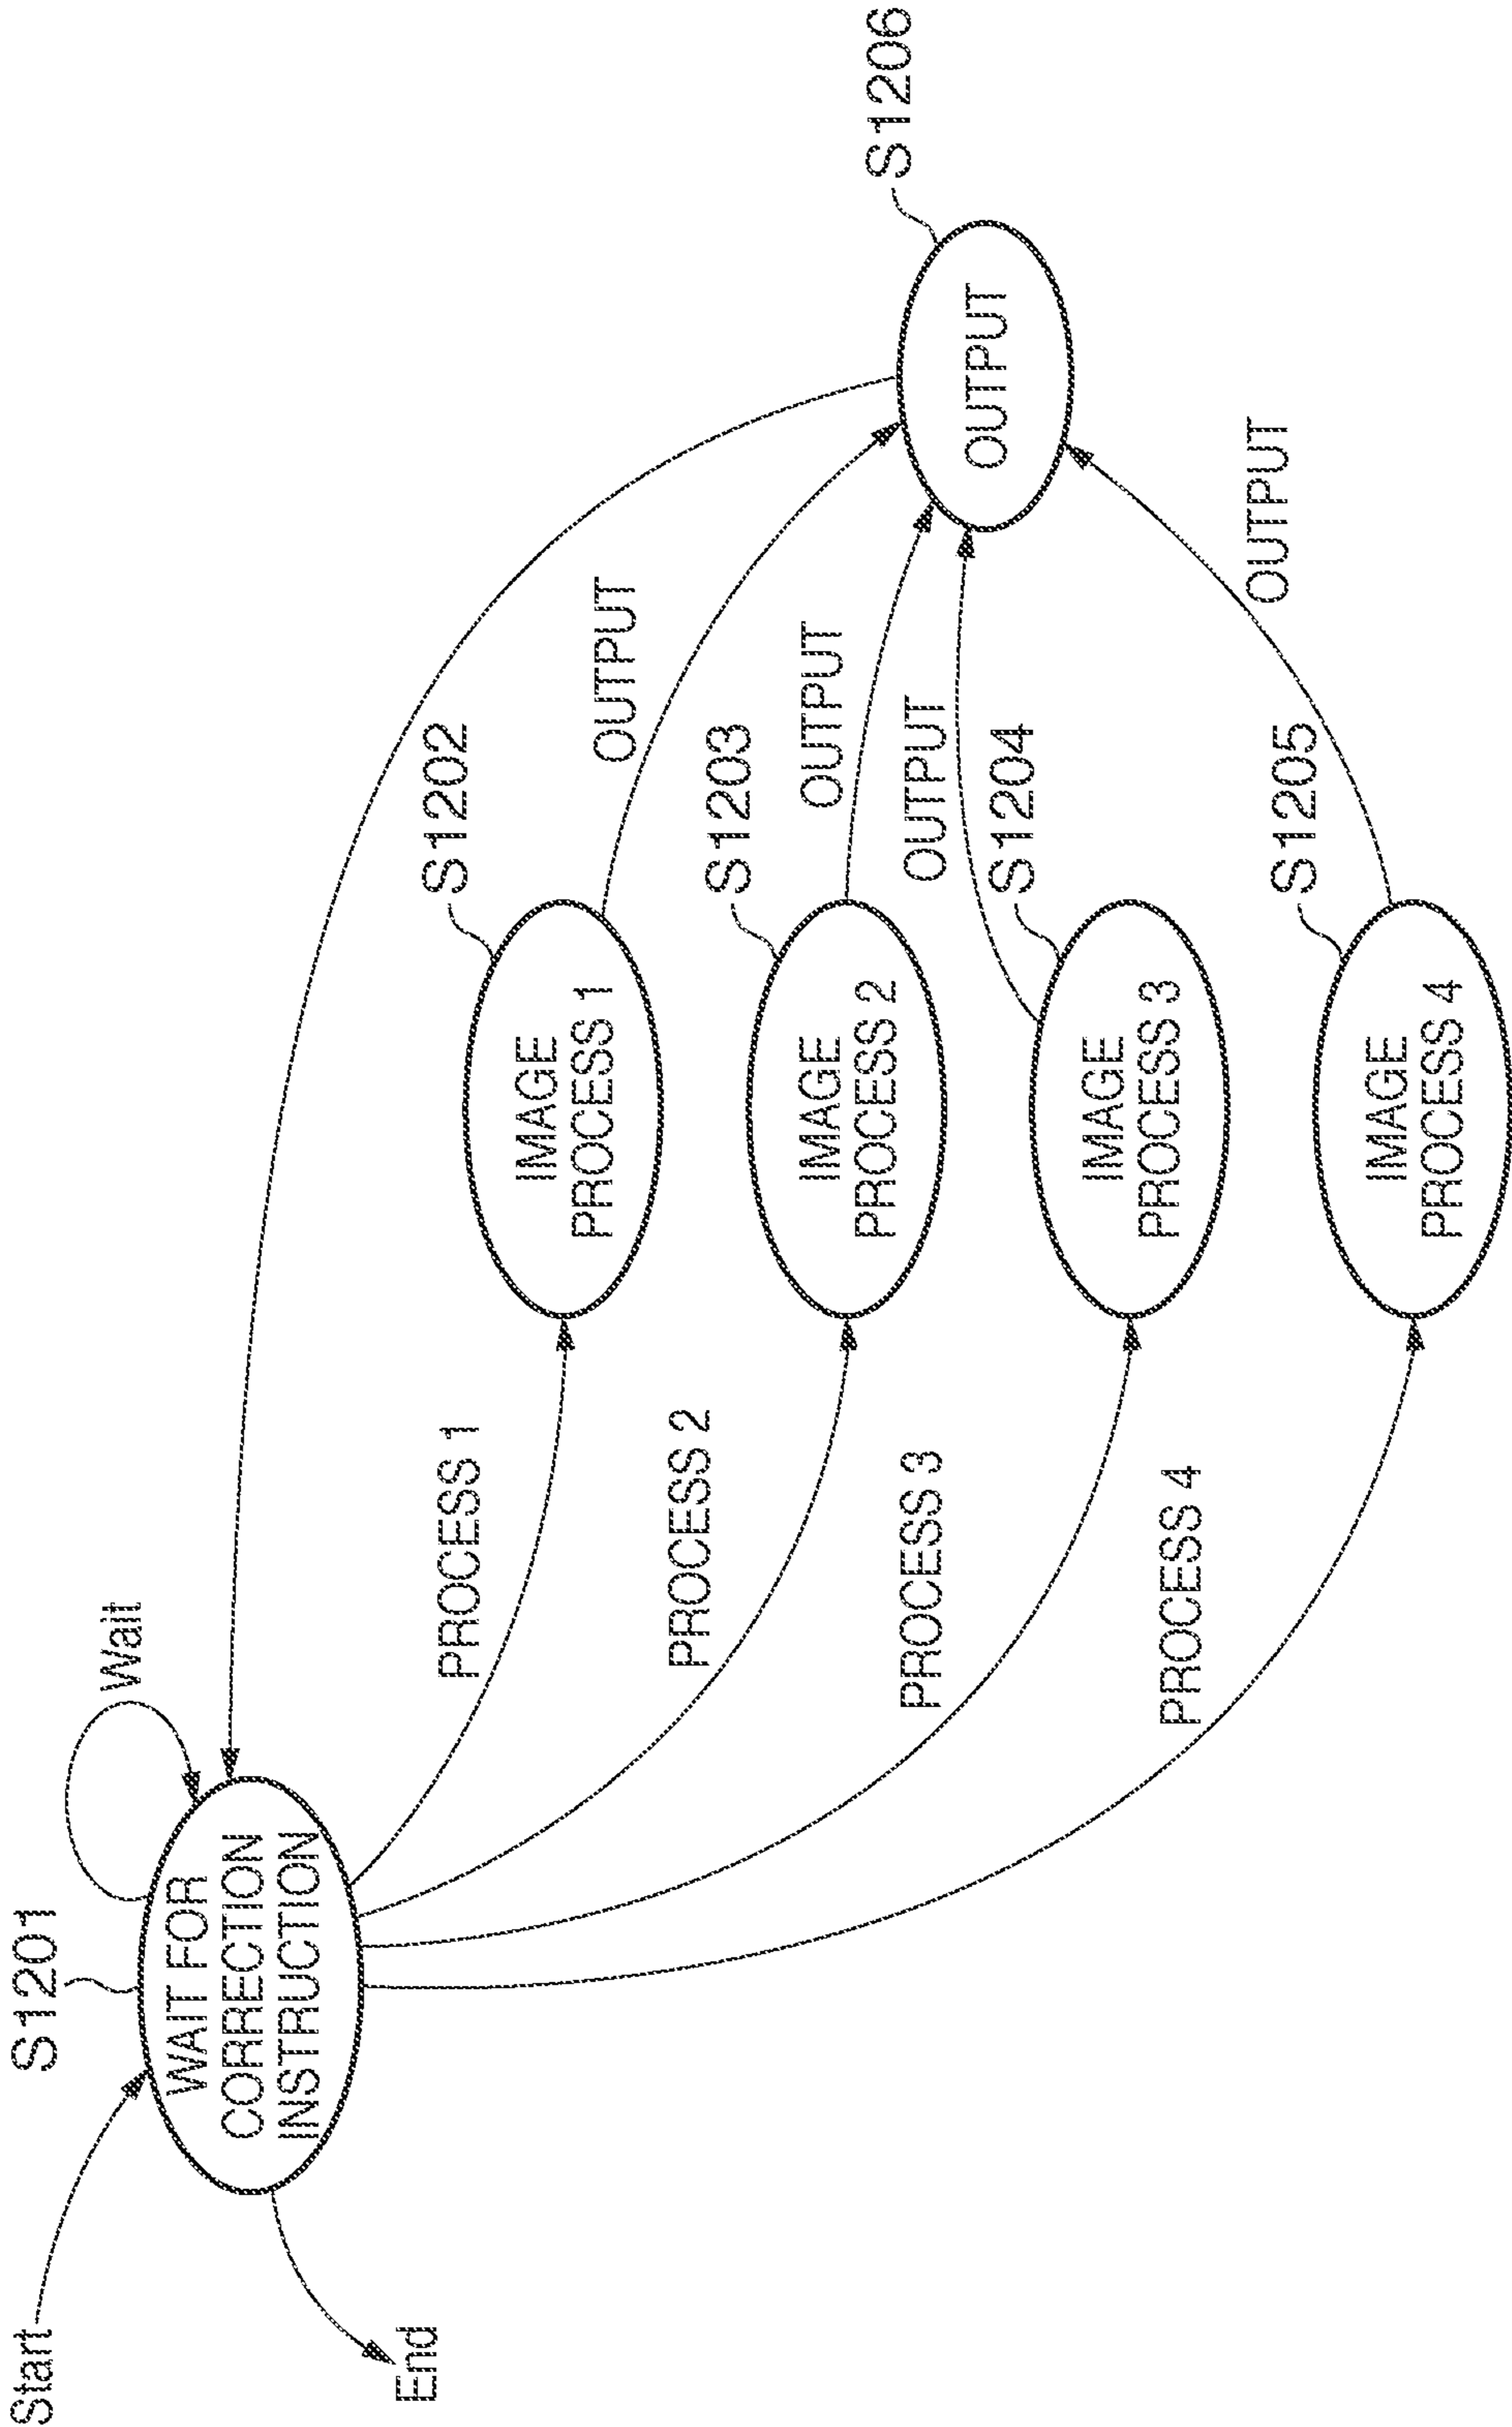 Start
S1201
WAIT FOR
CORRECTION
INSTRUCTION
Wait
End
PROCESS 1
PROCESS 2
PROCESS 3
PROCESS 4
S1202
IMAGE
PROCESS 1
S1203
IMAGE
PROCESS 2
S1204
IMAGE
PROCESS 3
S1205
IMAGE
PROCESS 4
OUTPUT
OUTPUT
OUTPUT
OUTPUT
S1206
OUTPUT